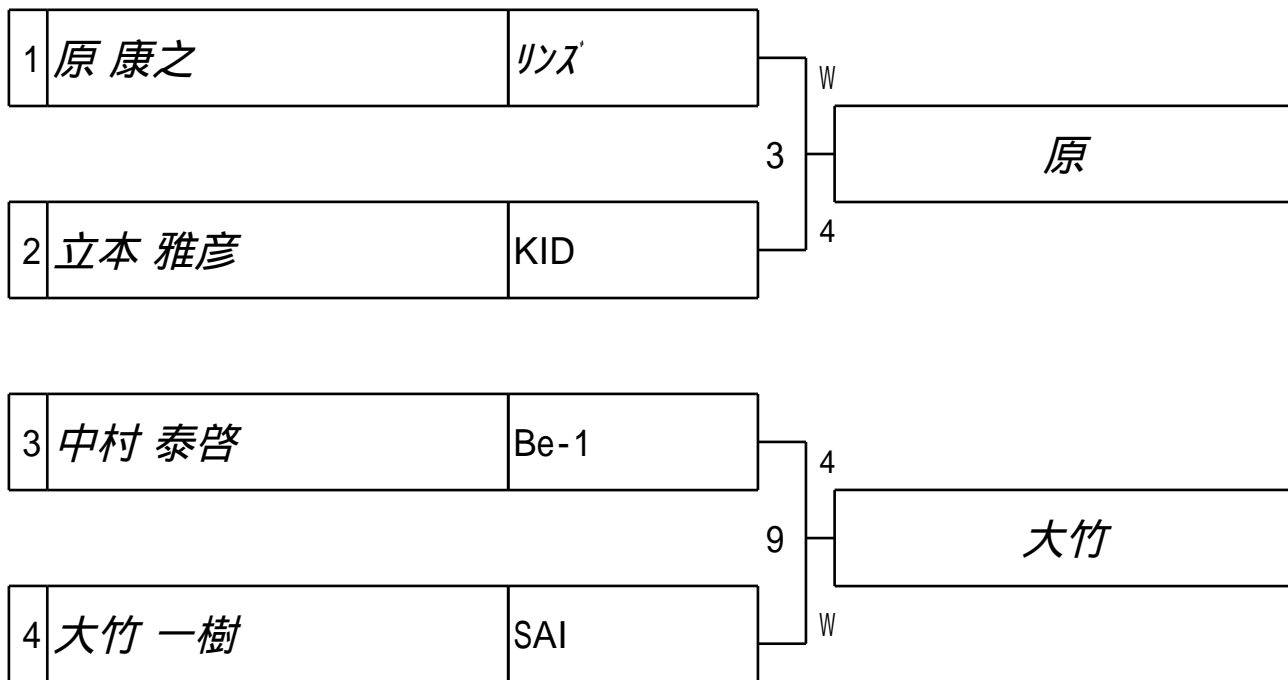 1 原 康之 ﾘﾝｽﾞ
W
3 原
4
2 立本 雅彦 KID
3 中村 泰啓 Be-1
4
9 大竹
W
4 大竹 一樹 SAI